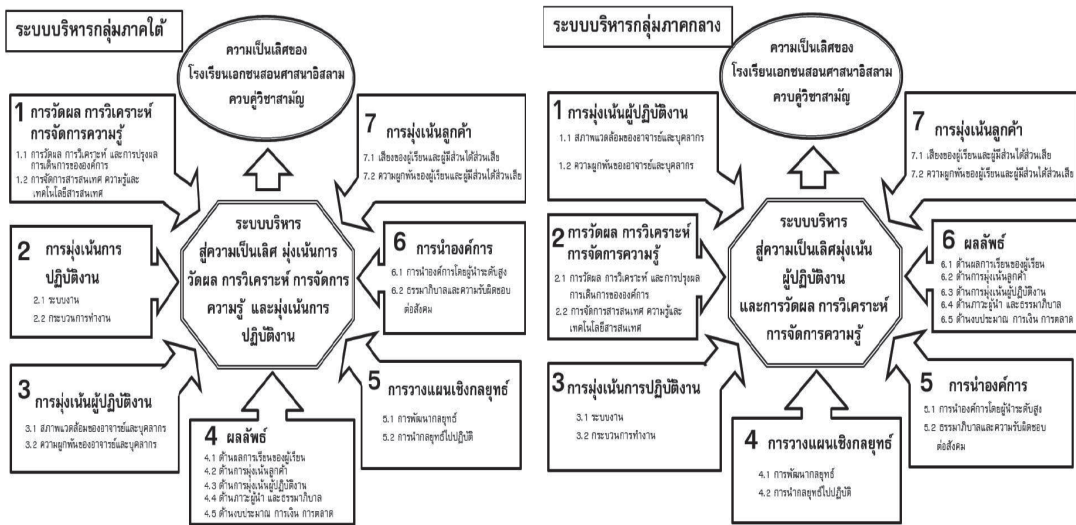 ระบบบริหารกลุ่มภาคใต้
ความเป็นเลิศของ
โรงเรียนเอกชนสอนศาสนาอิสลาม
ควบคู่วิชาสามัญ
1 การวัดผล การวิเคราะห์
การจัดการความรู้
1.1 การวัดผล การวิเคราะห์ และการปรุงผล
การเดินการขององค์การ
1.2 การจัดการสารสนเทศ ความรู้และ
เทคโนโลยีสารสนเทศ
7 การมุ่งเน้นลูกค้า
7.1 เสียงของผู้เรียนและผู้มีส่วนได้ส่วนเสีย
7.2 ความผูกพันของผู้เรียนและผู้มีส่วนได้ส่วนเสีย
2 การมุ่งเน้นการ
ปฏิบัติงาน
2.1 ระบบงาน
2.2 กระบวนการทำงาน
ระบบบริหาร
สู่ความเป็นเลิศ มุ่งเน้นการ
วัดผล การวิเคราะห์ การจัดการ
ความรู้ และมุ่งเน้นการ
ปฏิบัติงาน
6 การนำองค์การ
6.1 การนำองค์การโดยผู้นำระดับสูง
6.2 ธรรมาภิบาลและความรับผิดชอบ
ต่อสังคม
3 การมุ่งเน้นผู้ปฏิบัติงาน
3.1 สภาพแวดล้อมของอาจารย์และบุคลากร
3.2 ความผูกพันของอาจารย์และบุคลากร
4 ผลลัพธ์
4.1 ด้านผลการเรียนของผู้เรียน
4.2 ด้านการมุ่งเน้นลูกค้า
4.3 ด้านการมุ่งเน้นผู้ปฏิบัติงาน
4.4 ด้านภาวะผู้นำ และธรรมาภิบาล
4.5 ด้านงบประมาณ การเงิน การตลาด
5 การวางแผนเชิงกลยุทธ์
5.1 การพัฒนากลยุทธ์
5.2 การนำกลยุทธ์ไปปฏิบัติ
ระบบบริหารกลุ่มภาคกลาง
ความเป็นเลิศของ
โรงเรียนเอกชนสอนศาสนาอิสลาม
ควบคู่วิชาสามัญ
1 การมุ่งเน้นผู้ปฏิบัติงาน
1.1 สภาพแวดล้อมของอาจารย์และบุคลากร
1.2 ความผูกพันของอาจารย์และบุคลากร
7 การมุ่งเน้นลูกค้า
7.1 เสียงของผู้เรียนและผู้มีส่วนได้ส่วนเสีย
7.2 ความผูกพันของผู้เรียนและผู้มีส่วนได้ส่วนเสีย
2 การวัดผล การวิเคราะห์
การจัดการความรู้
2.1 การวัดผล การวิเคราะห์ และการปรุงผล
การเดินการขององค์การ
2.2 การจัดการสารสนเทศ ความรู้และ
เทคโนโลยีสารสนเทศ
ระบบบริหาร
สู่ความเป็นเลิศมุ่งเน้น
ผู้ปฏิบัติงาน
และการวัดผล การวิเคราะห์
การจัดการความรู้
6 ผลลัพธ์
6.1 ด้านผลการเรียนของผู้เรียน
6.2 ด้านการมุ่งเน้นลูกค้า
6.3 ด้านการมุ่งเน้นผู้ปฏิบัติงาน
6.4 ด้านภาวะผู้นำ และธรรมาภิบาล
6.5 ด้านงบประมาณ การเงิน การตลาด
3 การมุ่งเน้นการปฏิบัติงาน
3.1 ระบบงาน
3.2 กระบวนการทำงาน
4 การวางแผนเชิงกลยุทธ์
4.1 การพัฒนากลยุทธ์
4.2 การนำกลยุทธ์ไปปฏิบัติ
5 การนำองค์การ
5.1 การนำองค์การโดยผู้นำระดับสูง
5.2 ธรรมาภิบาลและความรับผิดชอบ
ต่อสังคม